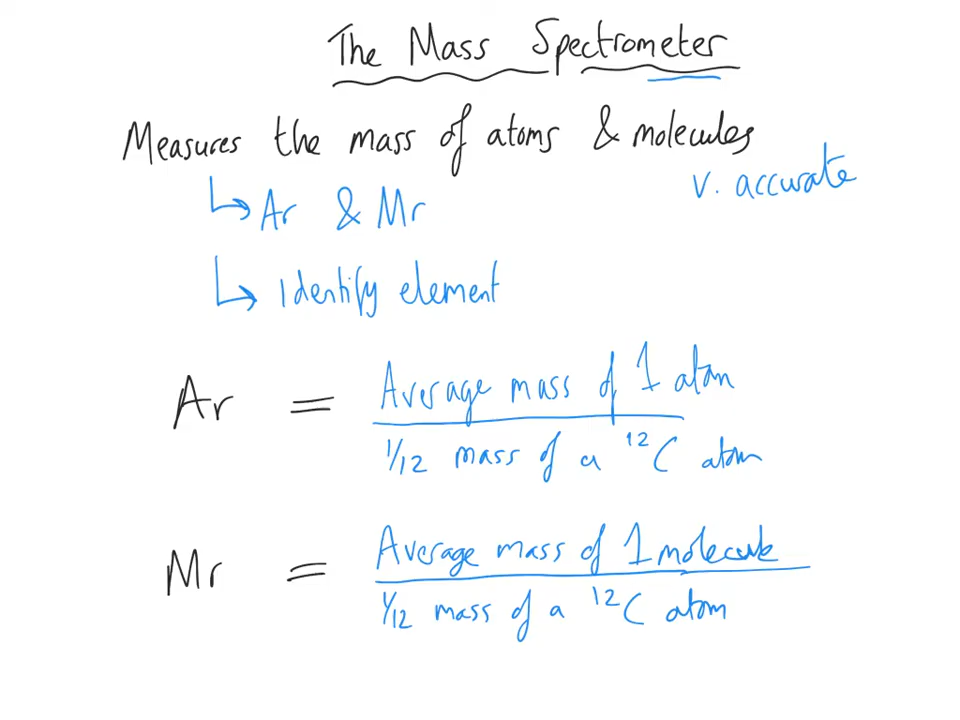 The Mass Spectrometer
Measures the mass of atoms & molecules
v. accurate
Ar & Mr
Identify element
Ar = Average mass of 1 atom
1/12 mass of a ¹²C atom
Mr = Average mass of 1 molecule
1/12 mass of a ¹²C atom